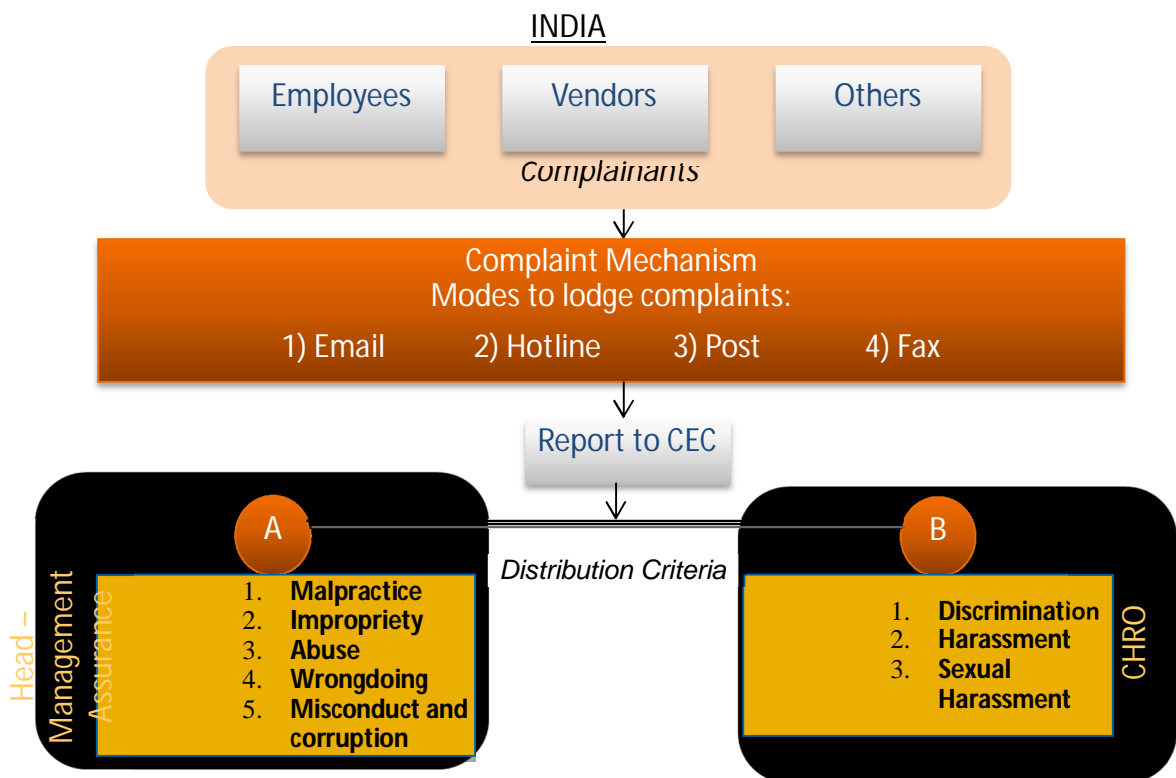 INDIA
Employees
Vendors
Others
Complainants
Complaint Mechanism
Modes to lodge complaints:
1) Email 2) Hotline 3) Post 4) Fax
Report to CEC
A
B
Distribution Criteria
Head –
Management
Assurance
1. Malpractice
2. Impropriety
3. Abuse
4. Wrongdoing
5. Misconduct and
corruption
1. Discrimination
2. Harassment
3. Sexual
Harassment
CHRO